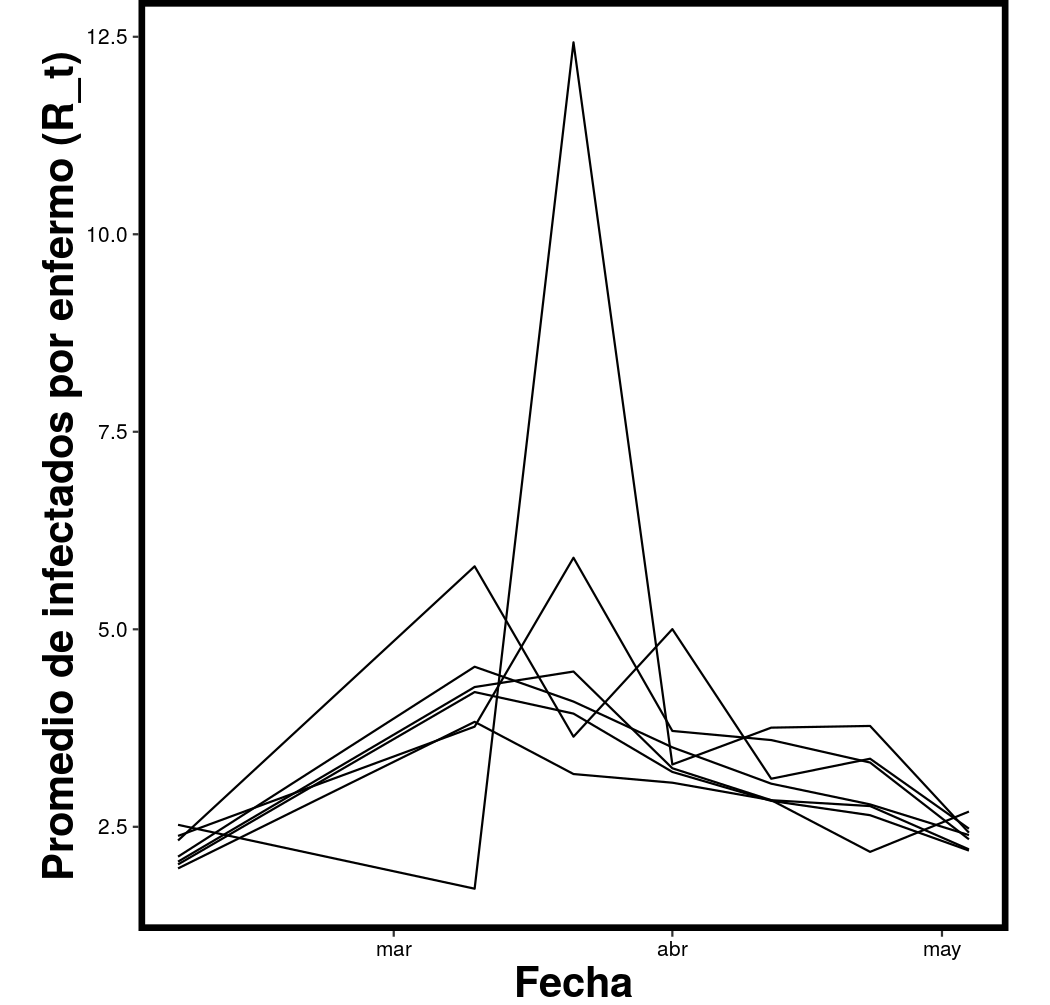 Promedio de infectados por enfermo (R_t)
12.5
10.0
7.5
5.0
2.5
mar abr may
Fecha